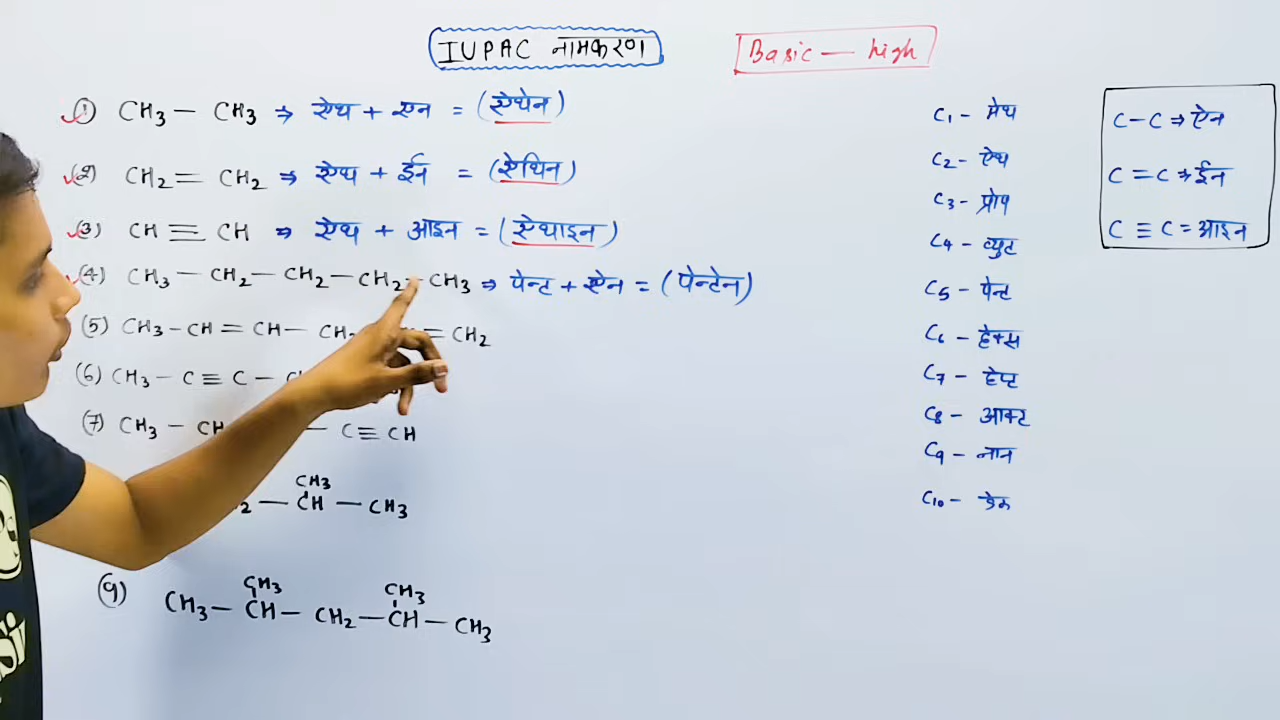 IUPAC नामकरण
Basic — high
(1) CH3 — CH3 ⇒ एथ + एन = (एथेन)
(2) CH2 = CH2 ⇒ एथ + ईन = (ऐथिन)
(3) CH ≡ CH ⇒ ऐथ + आइन = (ऐथाइन)
(4) CH3 — CH2 — CH2 — CH2 — CH3 ⇒ पेन्ट + ऐन = (पेन्टेन)
(5) CH3 - CH = CH — CH2 = CH2
(6) CH3 - C ≡ C —
(7) CH3 — CH — C ≡ CH
CH3
— CH — CH3
(9)
CH3 CH3
CH3 — CH — CH2 — CH — CH3
C1 - मेथ
C2 - ऐथ
C3 - प्रोप
C4 - ब्युट
C5 - पेन्ट
C6 - हेक्स
C7 - हेप्ट
C8 - आक्ट
C9 - नान
C10 - डेक
C - C ⇒ ऐन
C = C ⇒ ईन
C ≡ C = आइन